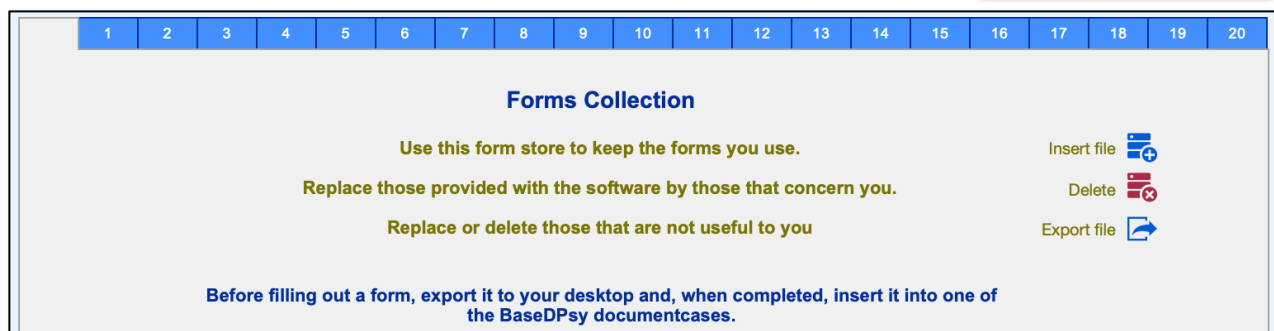 1 2 3 4 5 6 7 8 9 10 11 12 13 14 15 16 17 18 19 20
Forms Collection
Use this form store to keep the forms you use.
Insert file
Replace those provided with the software by those that concern you.
Delete
Replace or delete those that are not useful to you
Export file
Before filling out a form, export it to your desktop and, when completed, insert it into one of
the BaseDPsy documentcases.